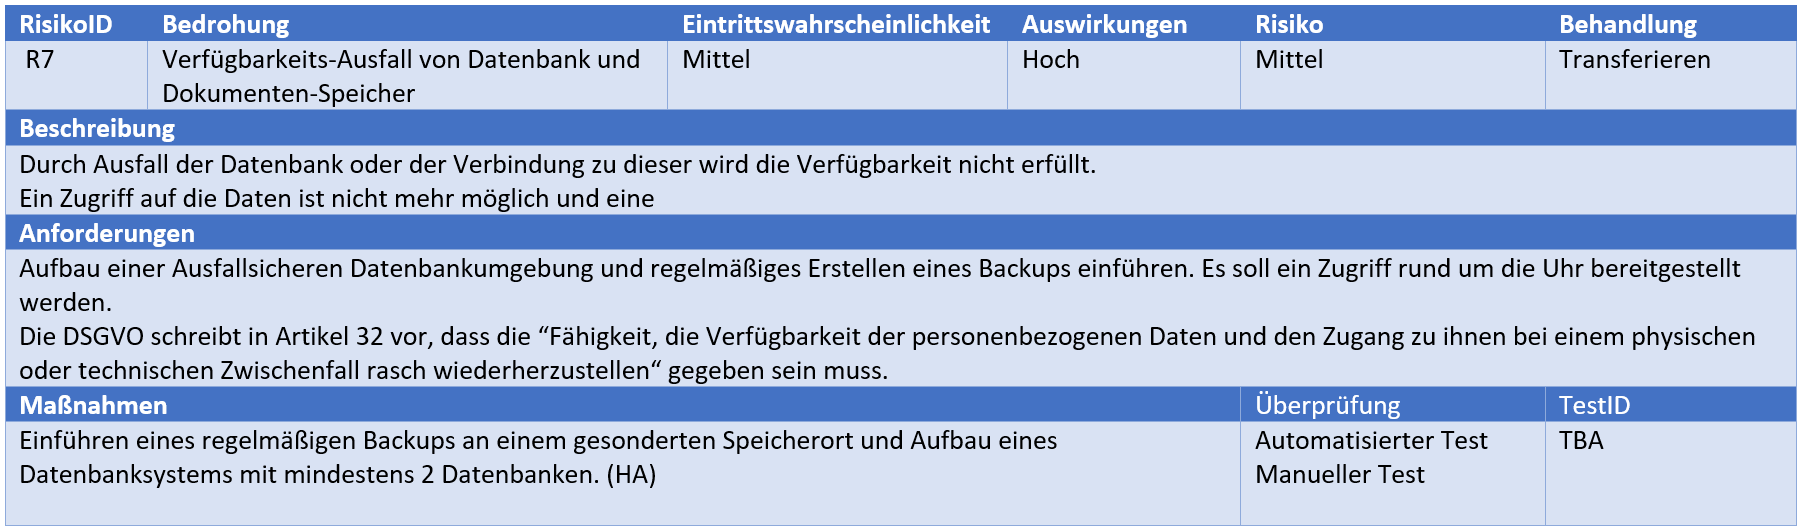 RisikoID Bedrohung Eintrittswahrscheinlichkeit Auswirkungen Risiko Behandlung
R7 Verfügbarkeits-Ausfall von Datenbank und Mittel Hoch Mittel Transferieren
Dokumenten-Speicher
Beschreibung
Durch Ausfall der Datenbank oder der Verbindung zu dieser wird die Verfügbarkeit nicht erfüllt.
Ein Zugriff auf die Daten ist nicht mehr möglich und eine
Anforderungen
Aufbau einer Ausfallsicheren Datenbankumgebung und regelmäßiges Erstellen eines Backups einführen. Es soll ein Zugriff rund um die Uhr bereitgestellt
werden.
Die DSGVO schreibt in Artikel 32 vor, dass die “Fähigkeit, die Verfügbarkeit der personenbezogenen Daten und den Zugang zu ihnen bei einem physischen
oder technischen Zwischenfall rasch wiederherzustellen“ gegeben sein muss.
Maßnahmen Überprüfung TestID
Einführen eines regelmäßigen Backups an einem gesonderten Speicherort und Aufbau eines Automatisierter Test TBA
Datenbanksystems mit mindestens 2 Datenbanken. (HA) Manueller Test